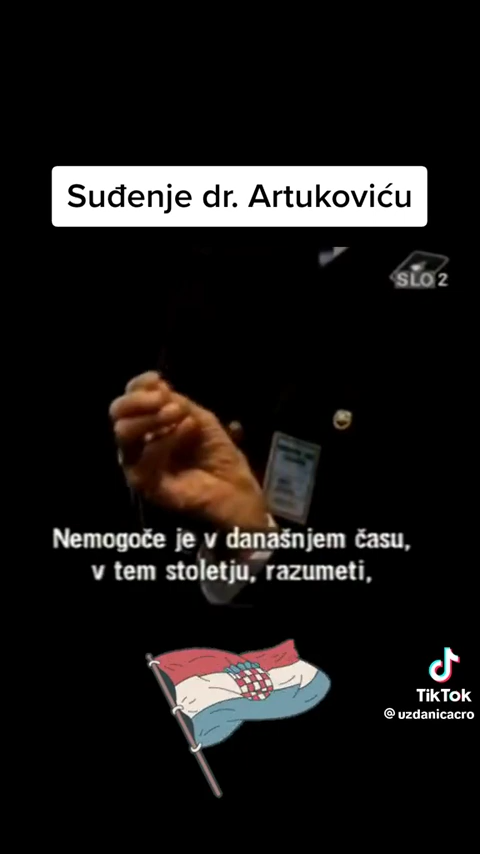 Suđenje dr. Artukoviću
SLO 2
Nemogoče je v današnjem času,
v tem stoletju, razumeti,
TikTok
@ uzdanicacro